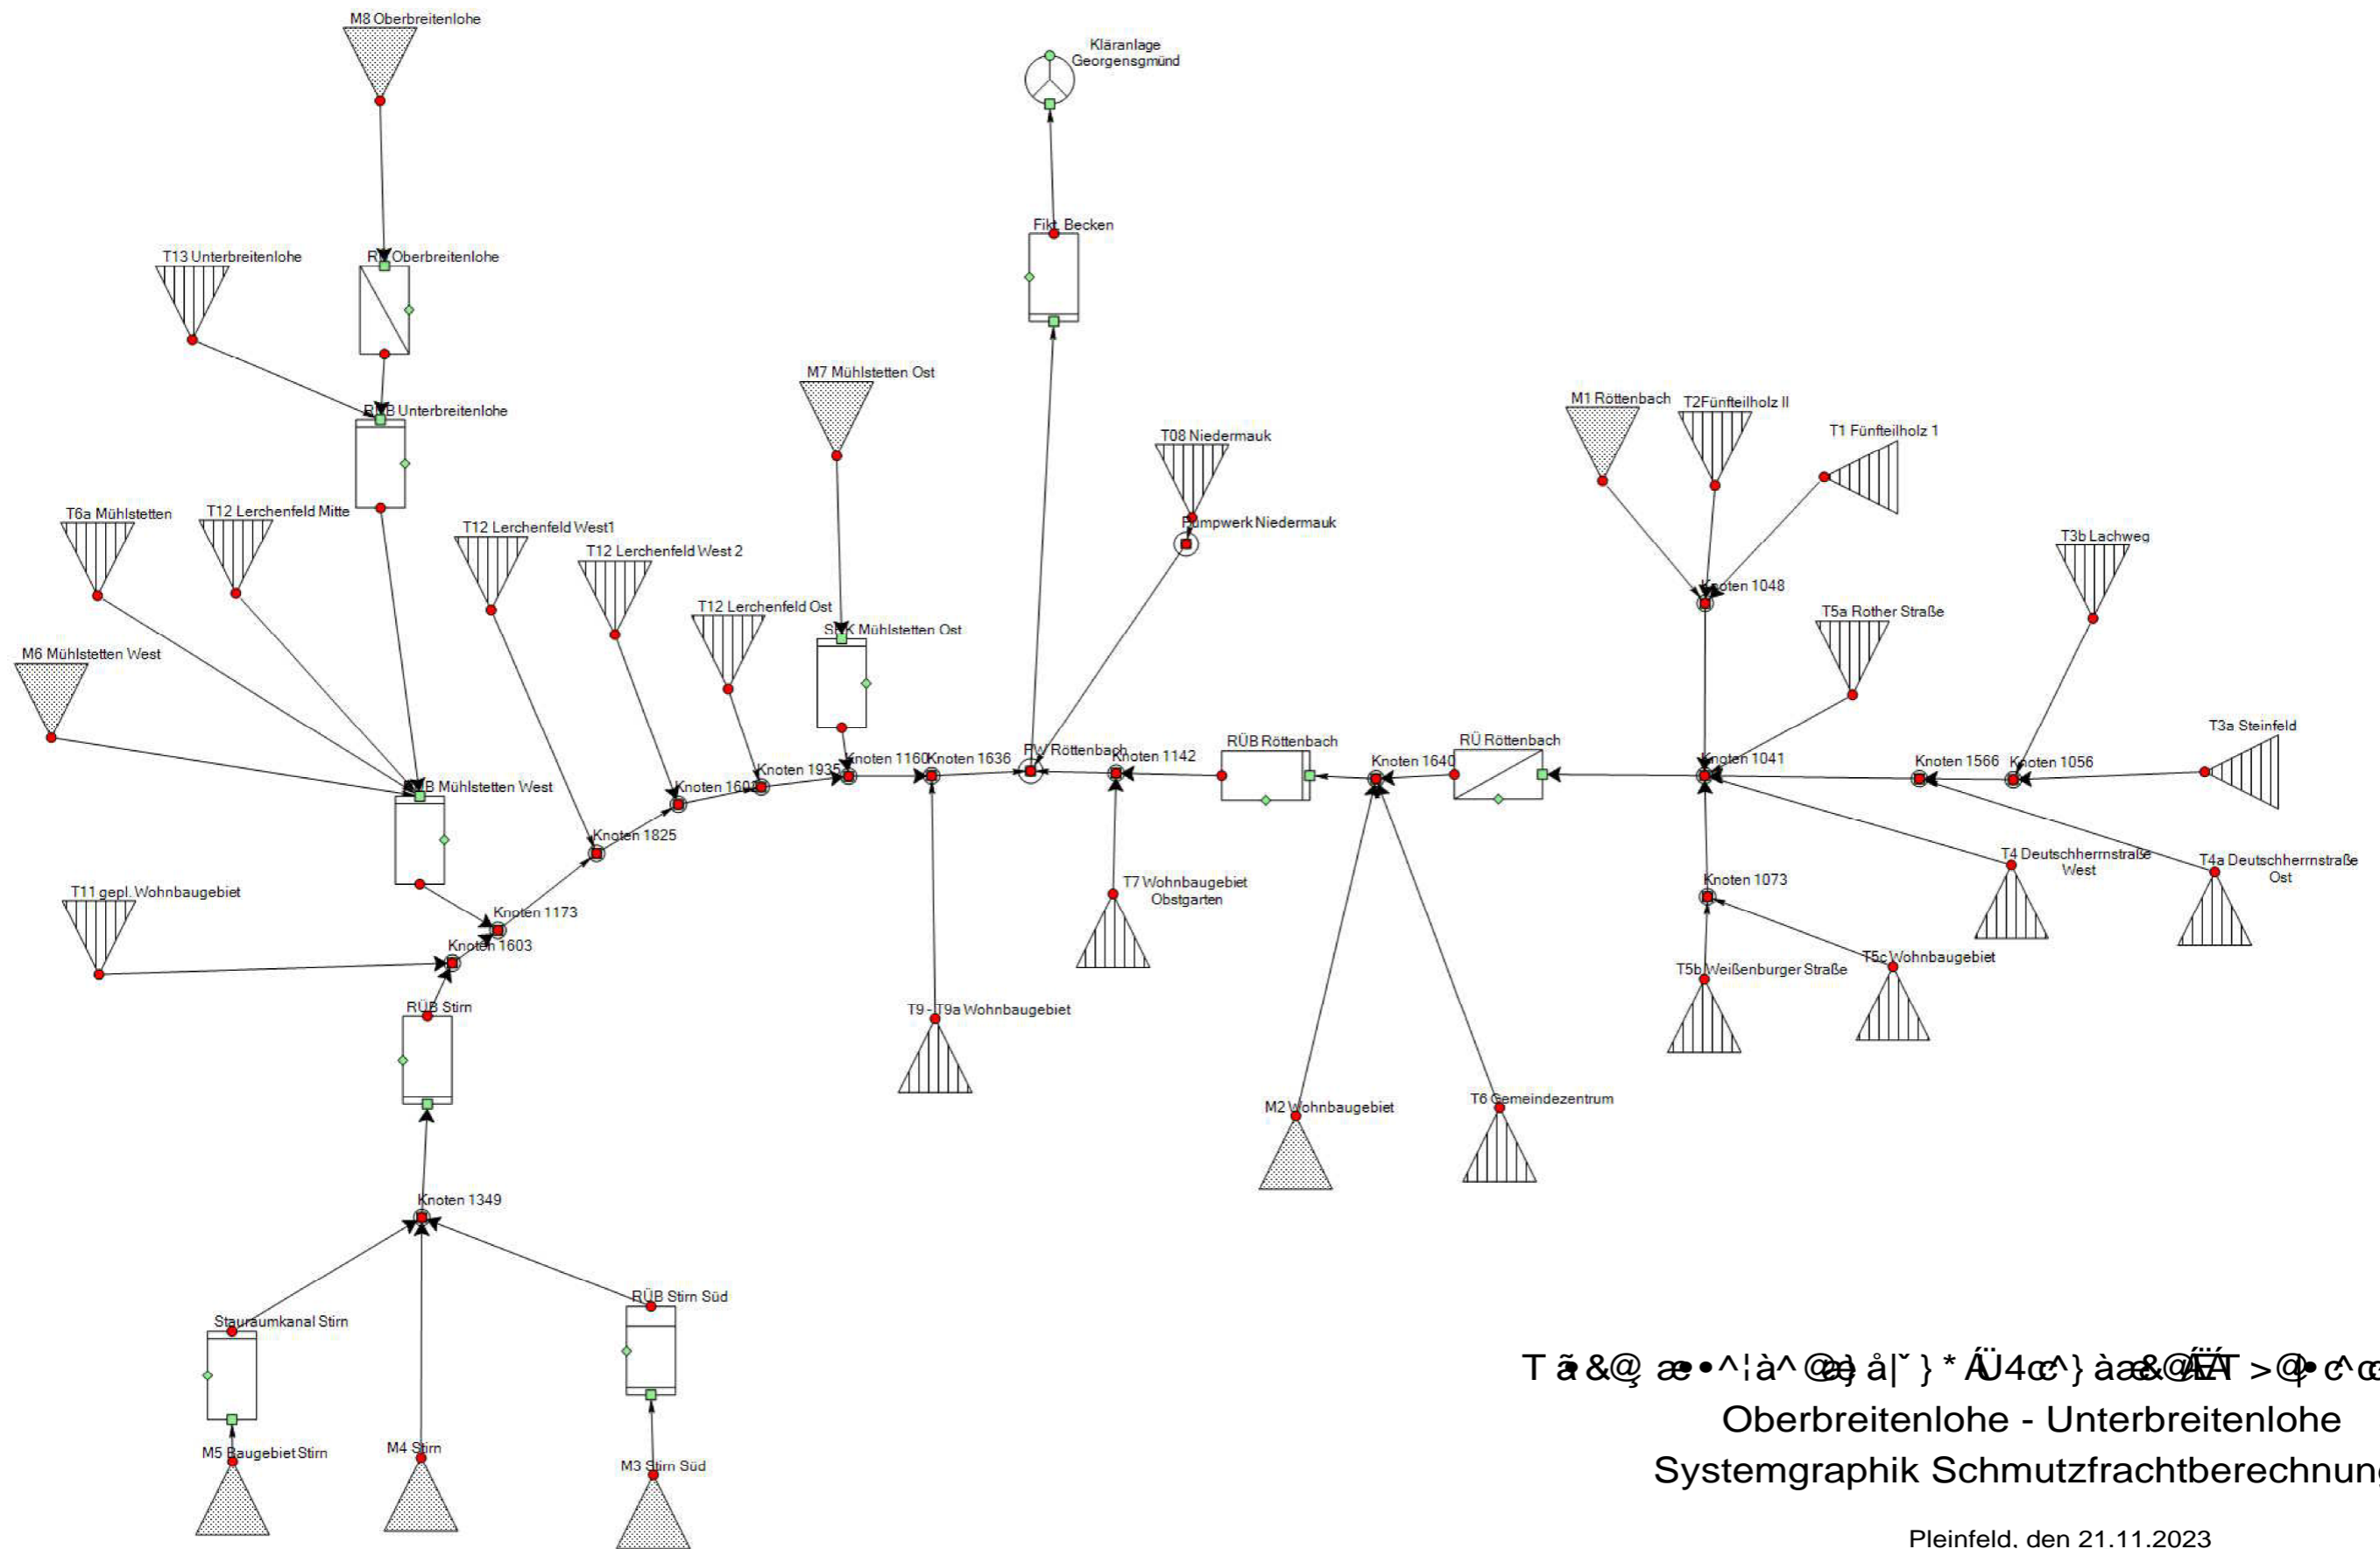 M8 Oberbreitenlohe
Kläranlage
Georgensgmünd
Fikt. Becken
T13 Unterbreitenlohe
Oberbreitenlohe
M7 Mühlstetten Ost
M1 Röttenbach
T2Fünfteilholz II
T1 Fünfteilholz 1
RÜB Unterbreitenlohe
T08 Niedermauk
T6a Mühlstetten
T12 Lerchenfeld Mitte
T12 Lerchenfeld West1
Pumpwerk Niedermauk
T3b Lachweg
T12 Lerchenfeld West 2
Knoten 1048
T12 Lerchenfeld Ost
T5a Rother Straße
SRK Mühlstetten Ost
M6 Mühlstetten West
T3a Steinfeld
RÜB Röttenbach
RÜ Röttenbach
PW Röttenbach
Knoten 1142
Knoten 1160
Knoten 1636
Knoten 1640
Knoten 1041
Knoten 1566
Knoten 1056
Knoten 1935
Mühlstetten West
Knoten
Knoten 1825
T4 Deutschherrnstraße
West
T4a Deutschherrnstraße
Ost
T7 Wohnbaugebiet
Obstgarten
Knoten 1073
T11 gepl. Wohnbaugebiet
Knoten 1173
Knoten 1603
T5b Weißenburger Straße
T5c Wohnbaugebiet
RÜB Stirn
T9 - T9a Wohnbaugebiet
M2 Wohnbaugebiet
T6 Gemeindezentrum
Knoten 1349
RÜB Stirn Süd
Stauraumkanal Stirn
M5 Baugebiet Stirn
M4 Stirn
M3 Stirn Süd
Oberbreitenlohe - Unterbreitenlohe
Systemgraphik Schmutzfrachtberechnung
Pleinfeld, den 21.11.2023